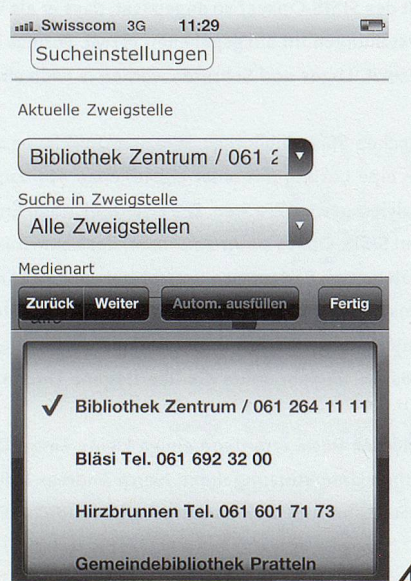 Swisscom 3G 11:29
Sucheinstellungen
Aktuelle Zweigstelle
Bibliothek Zentrum / 061 2
Suche in Zweigstelle
Alle Zweigstellen
Medienart
Zurück Weiter Autom. ausfüllen Fertig
alle
✓ Bibliothek Zentrum / 061 264 11 11
Bläsi Tel. 061 692 32 00
Hirzbrunnen Tel. 061 601 71 73
Gemeindebibliothek Pratteln